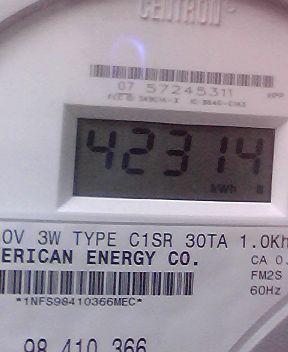 CENTRON
07 57245311
42314
kWh
0V 3W TYPE C1SR 30TA 1.0Kh
ERICAN ENERGY CO.
CA 0.
FM2S
60Hz
*1NFS98410366MEC*
98 410 366